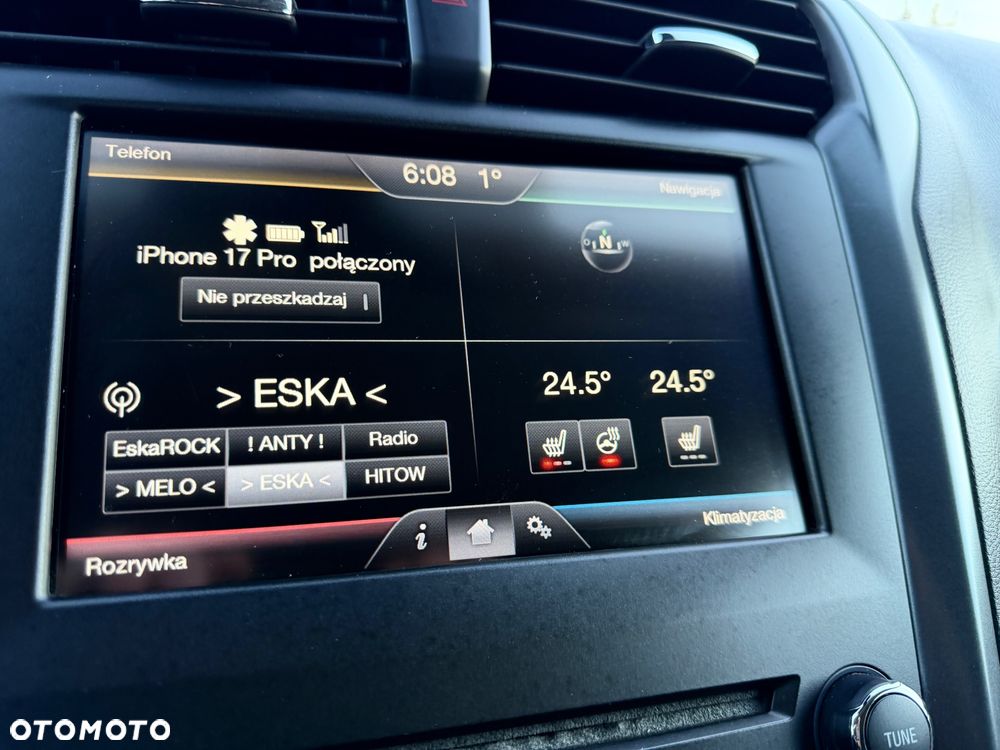 Telefon
6:08 1°
Nawigacja
iPhone 17 Pro połączony
Nie przeszkadzaj
O N W
> ESKA <
24.5° 24.5°
EskaROCK ! ANTY ! Radio
> MELO < > ESKA < HITOW
i
Klimatyzacja
Rozrywka
TUNE
OTOMOTO